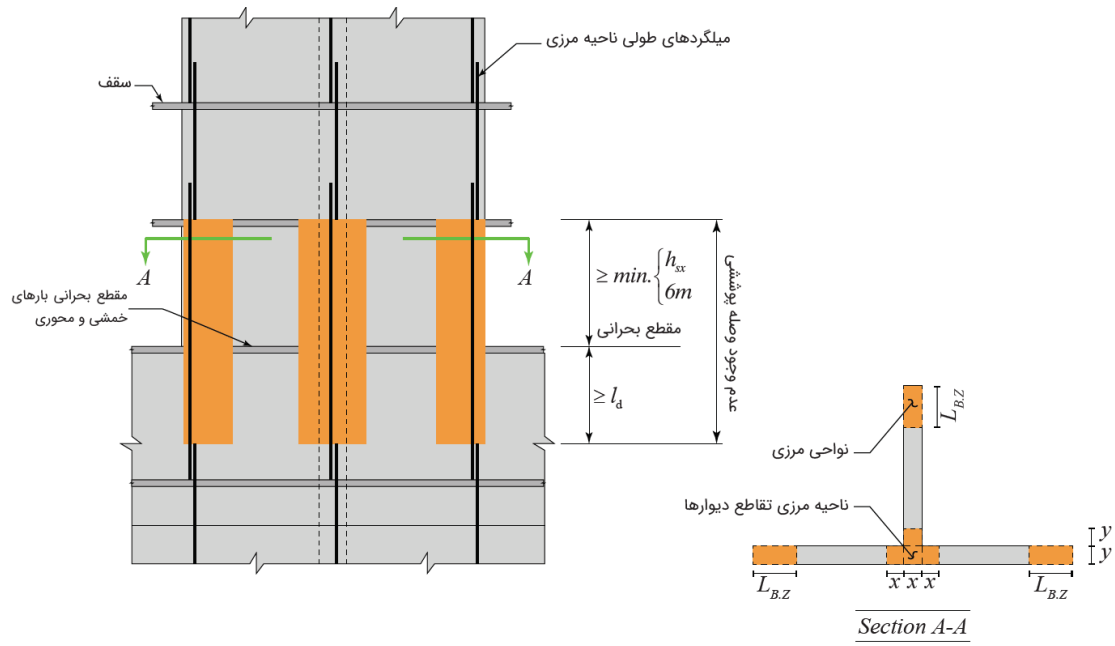 میلگردهای طولی ناحیه مرزی
سقف
A
A
مقطع بحرانی بارهای
خمشی و محوری
≥ min. { h_sx
6m
مقطع بحرانی
≥ l_d
عدم وجود وصله پوششی
L_B.Z
نواحی مرزی
ناحیه مرزی تقاطع دیوارها
y
y
L_B.Z
x x x
L_B.Z
Section A-A